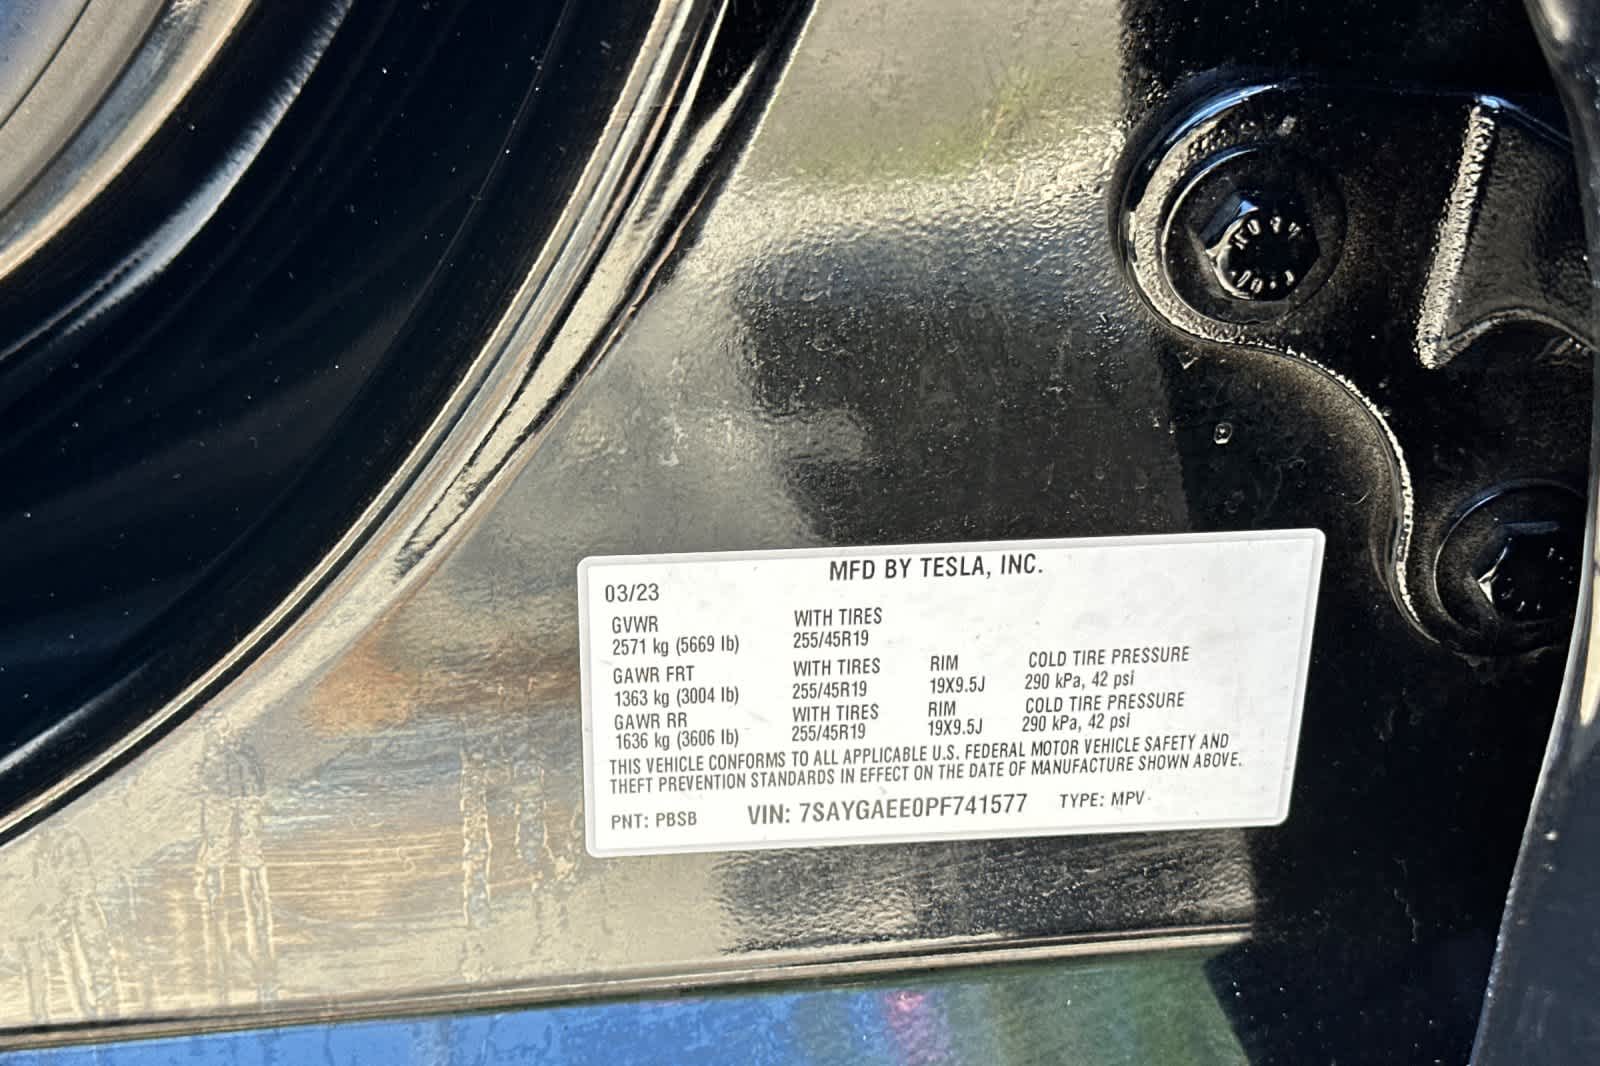 MFD BY TESLA, INC.
03/23
GVWR WITH TIRES
2571 kg (5669 lb) 255/45R19
GAWR FRT WITH TIRES RIM COLD TIRE PRESSURE
1363 kg (3004 lb) 255/45R19 19X9.5J 290 kPa, 42 psi
GAWR RR WITH TIRES RIM COLD TIRE PRESSURE
1636 kg (3606 lb) 255/45R19 19X9.5J 290 kPa, 42 psi
THIS VEHICLE CONFORMS TO ALL APPLICABLE U.S. FEDERAL MOTOR VEHICLE SAFETY AND
THEFT PREVENTION STANDARDS IN EFFECT ON THE DATE OF MANUFACTURE SHOWN ABOVE.
PNT: PBSB VIN: 7SAYGAEE0PF741577 TYPE: MPV